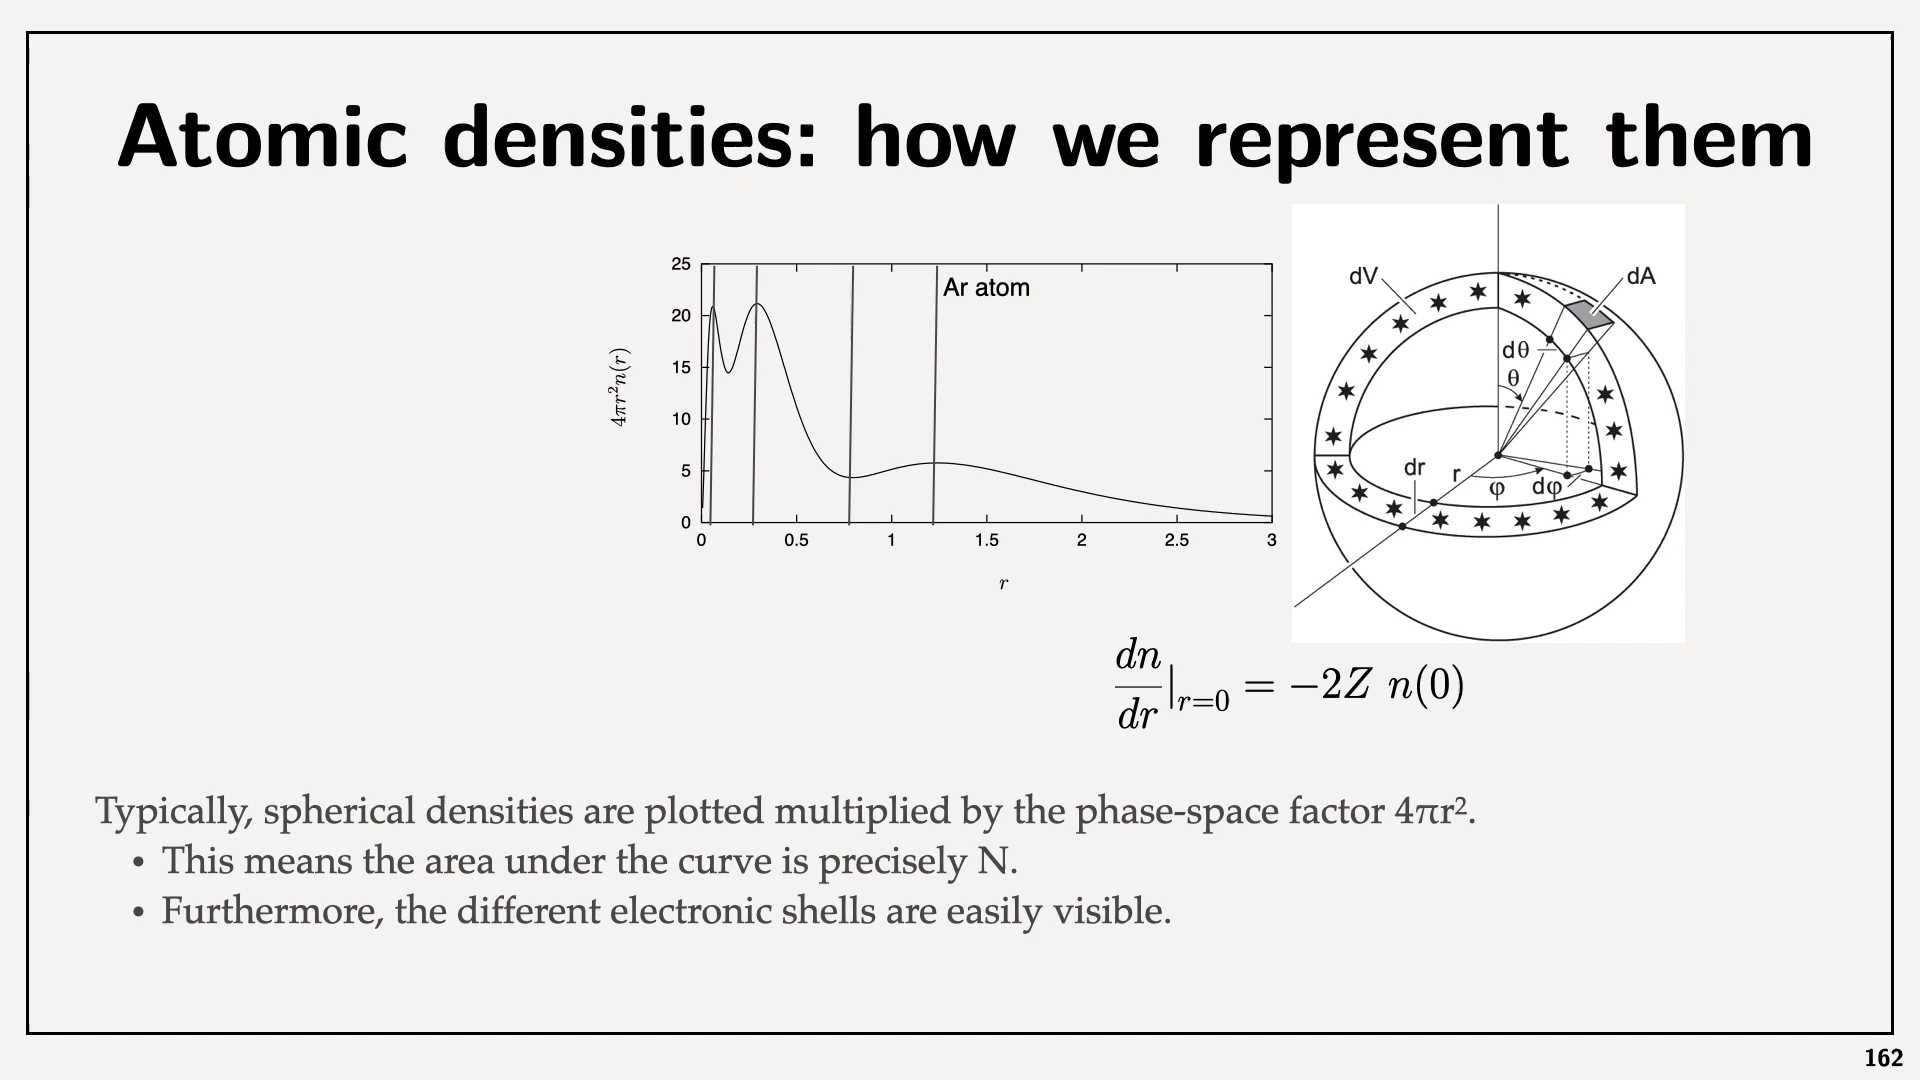 Atomic densities: how we represent them
25
20
15
10
5
0
4πr²n(r)
Ar atom
0 0.5 1 1.5 2 2.5 3
r
dV
dA
dθ
θ
dr
r
φ
dφ
dn/dr|r=0 = −2Z n(0)
Typically, spherical densities are plotted multiplied by the phase-space factor 4πr².
• This means the area under the curve is precisely N.
• Furthermore, the different electronic shells are easily visible.
162